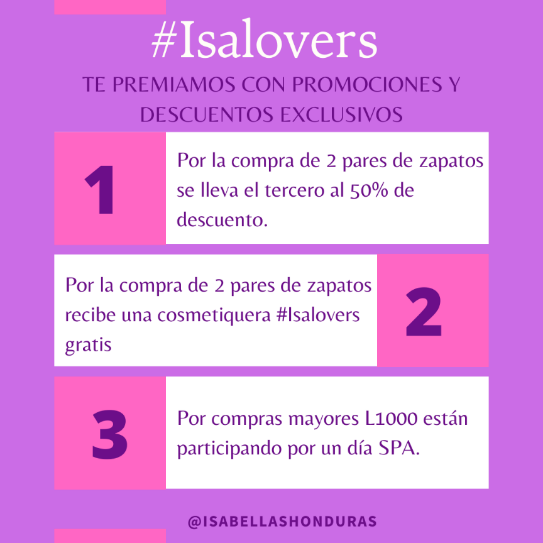 #Isalovers
TE PREMIAMOS CON PROMOCIONES Y
DESCUENTOS EXCLUSIVOS
1
Por la compra de 2 pares de zapatos
se lleva el tercero al 50% de
descuento.
Por la compra de 2 pares de zapatos
recibe una cosmetiquera #Isalovers
gratis
2
3
Por compras mayores L1000 están
participando por un día SPA.
@ISABELLASHONDURAS